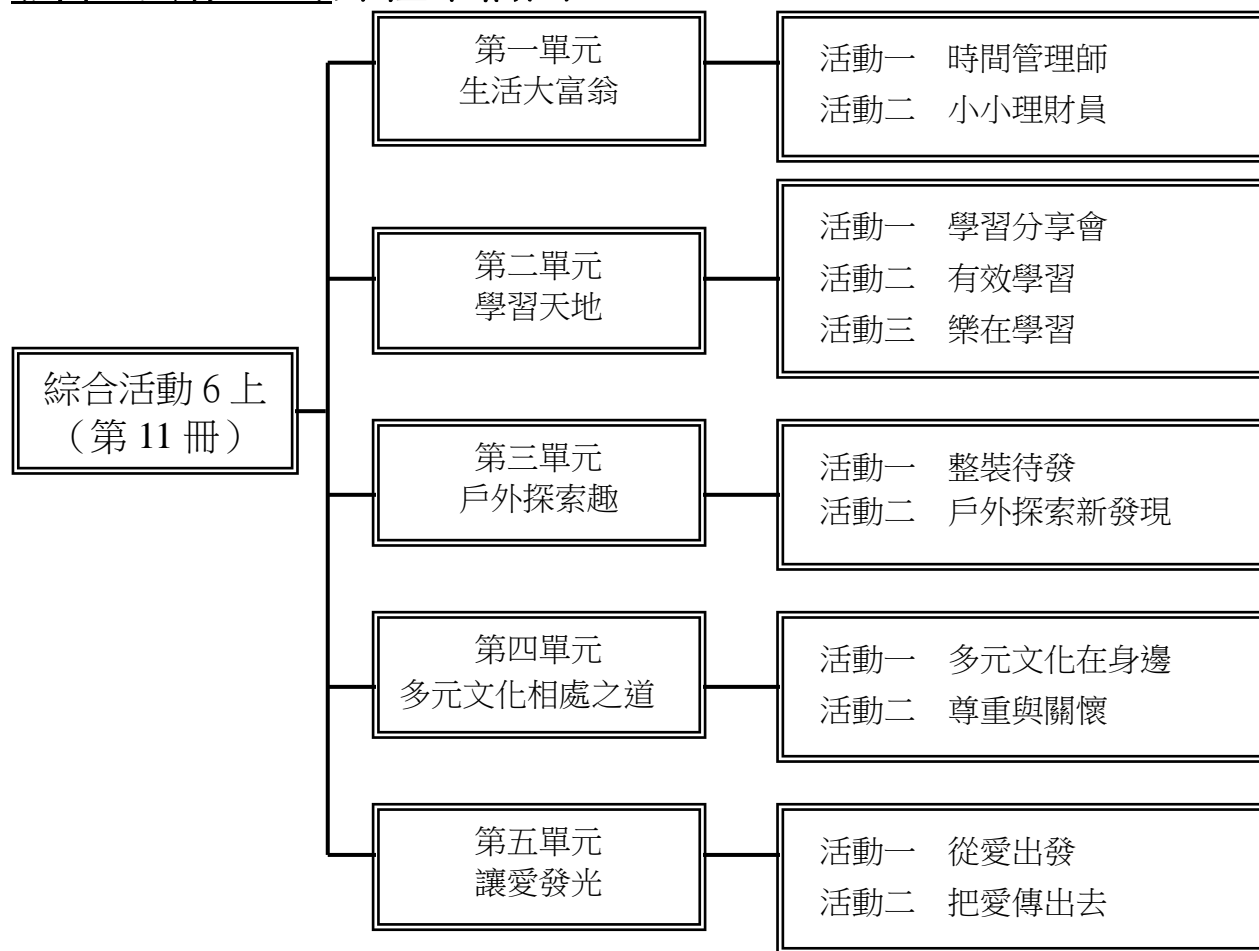 綜合活動 6 上
（第 11 冊）
第一單元
生活大富翁
活動一 時間管理師
活動二 小小理財員
第二單元
學習天地
活動一 學習分享會
活動二 有效學習
活動三 樂在學習
第三單元
戶外探索趣
活動一 整裝待發
活動二 戶外探索新發現
第四單元
多元文化相處之道
活動一 多元文化在身邊
活動二 尊重與關懷
第五單元
讓愛發光
活動一 從愛出發
活動二 把愛傳出去